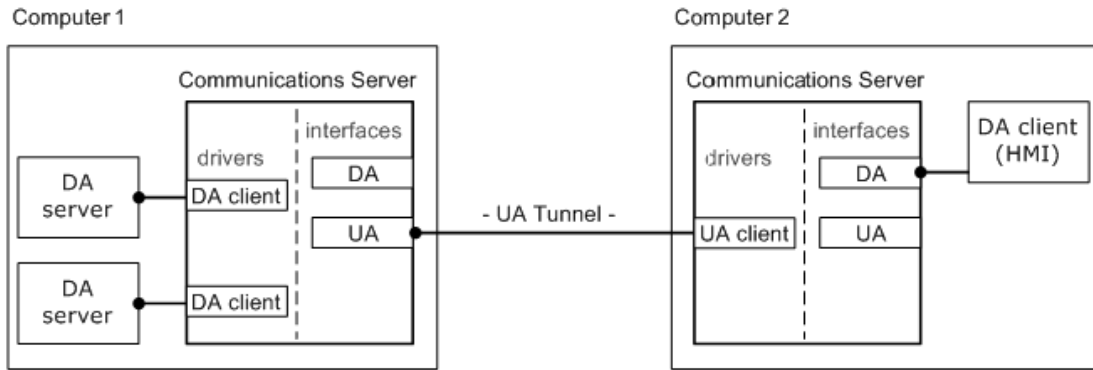 Computer 1
Communications Server
drivers
interfaces
DA
server
DA client
DA
UA
DA
server
DA client
- UA Tunnel -
Computer 2
Communications Server
drivers
interfaces
UA client
DA
UA
DA client
(HMI)